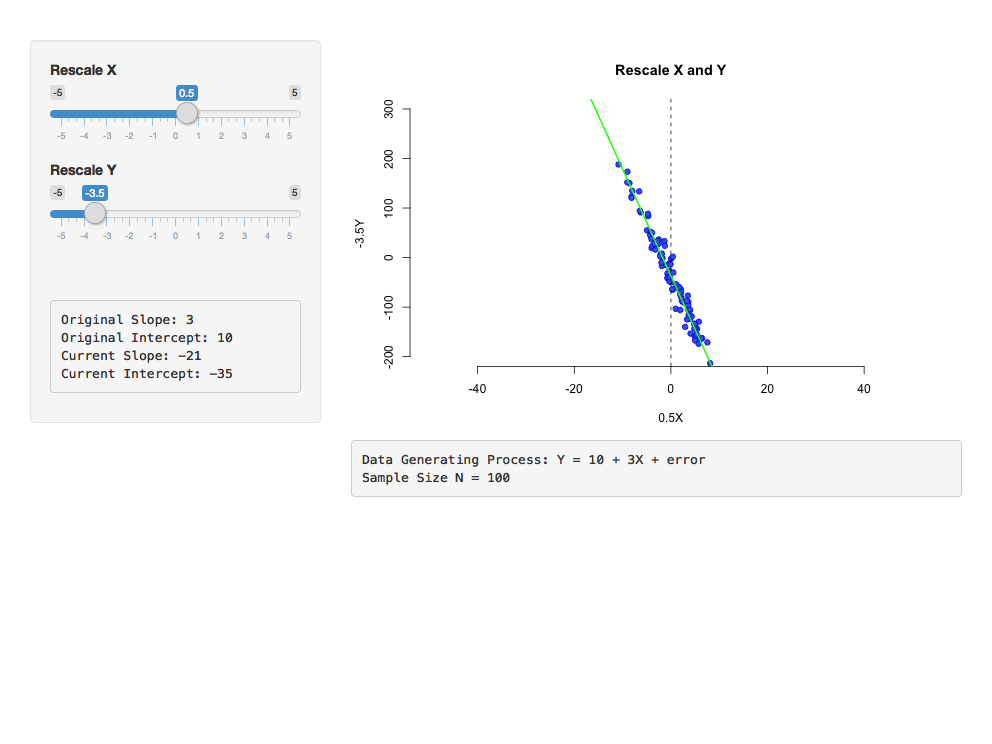 Rescale X
-5 0.5 5
-5 -4 -3 -2 -1 0 1 2 3 4 5
Rescale Y
-5 -3.5 5
-5 -4 -3 -2 -1 0 1 2 3 4 5
Original Slope: 3
Original Intercept: 10
Current Slope: -21
Current Intercept: -35
Rescale X and Y
300
200
100
0
-100
-200
-3.5Y
-40 -20 0 20 40
0.5X
Data Generating Process: Y = 10 + 3X + error
Sample Size N = 100